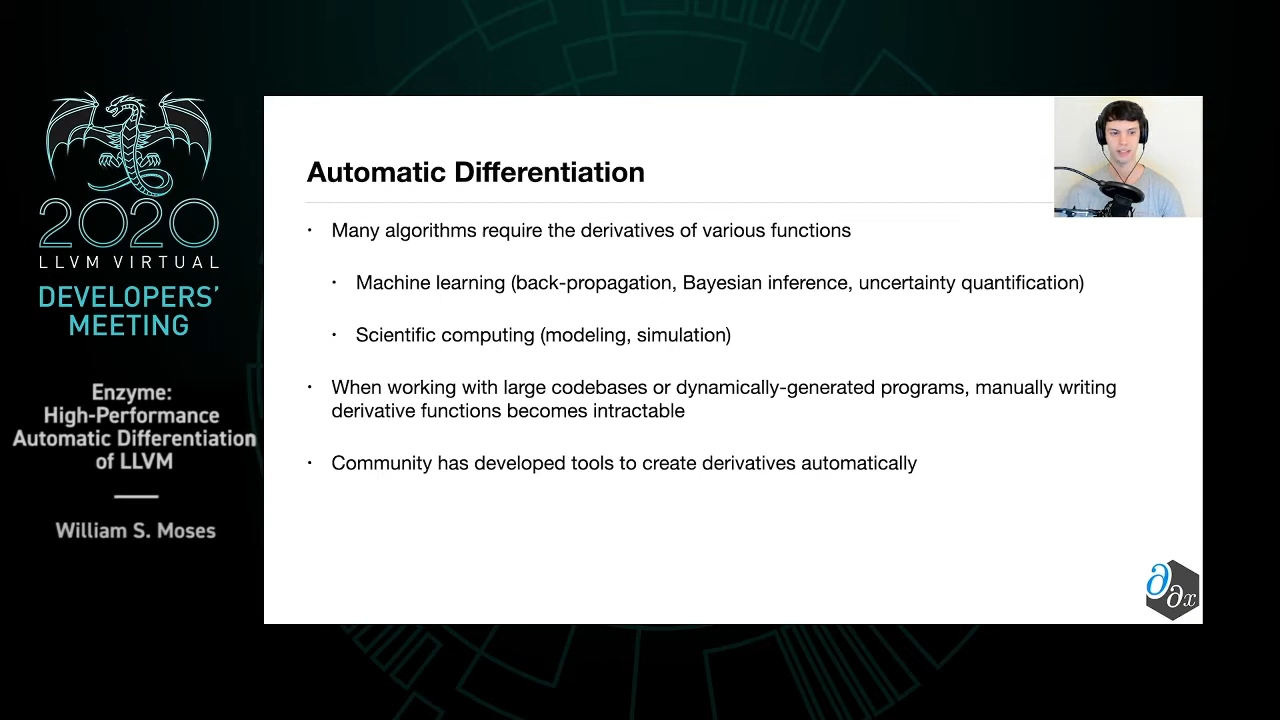 2020
LLVM VIRTUAL
DEVELOPERS'
MEETING
Enzyme:
High-Performance
Automatic Differentiation
of LLVM
William S. Moses
Automatic Differentiation
• Many algorithms require the derivatives of various functions
• Machine learning (back-propagation, Bayesian inference, uncertainty quantification)
• Scientific computing (modeling, simulation)
• When working with large codebases or dynamically-generated programs, manually writing
derivative functions becomes intractable
• Community has developed tools to create derivatives automatically
∂
∂x